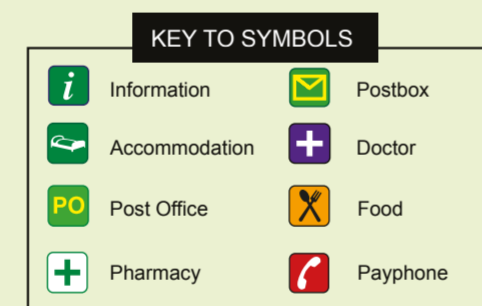 KEY TO SYMBOLS
i Information
Postbox
Accommodation
Doctor
PO Post Office
Food
Pharmacy
Payphone